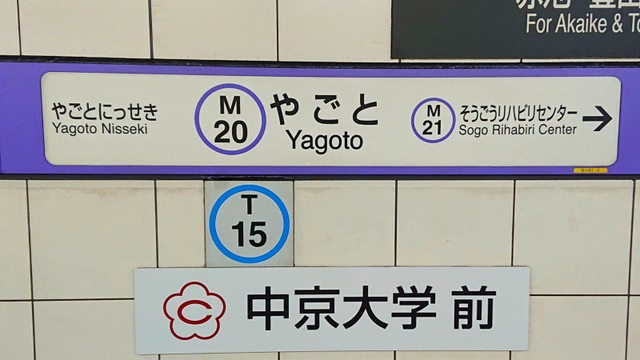 For Akaike & To
やごとにっせき
Yagoto Nisseki
M
20
やごと
Yagoto
M
21
そうごうリハビリセンター
Sogo Rihabiri Center
T
15
C 中京大学 前